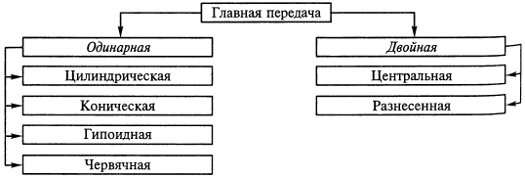 Главная передача
Одинарная
Цилиндрическая
Коническая
Гипоидная
Червячная
Двойная
Центральная
Разнесенная